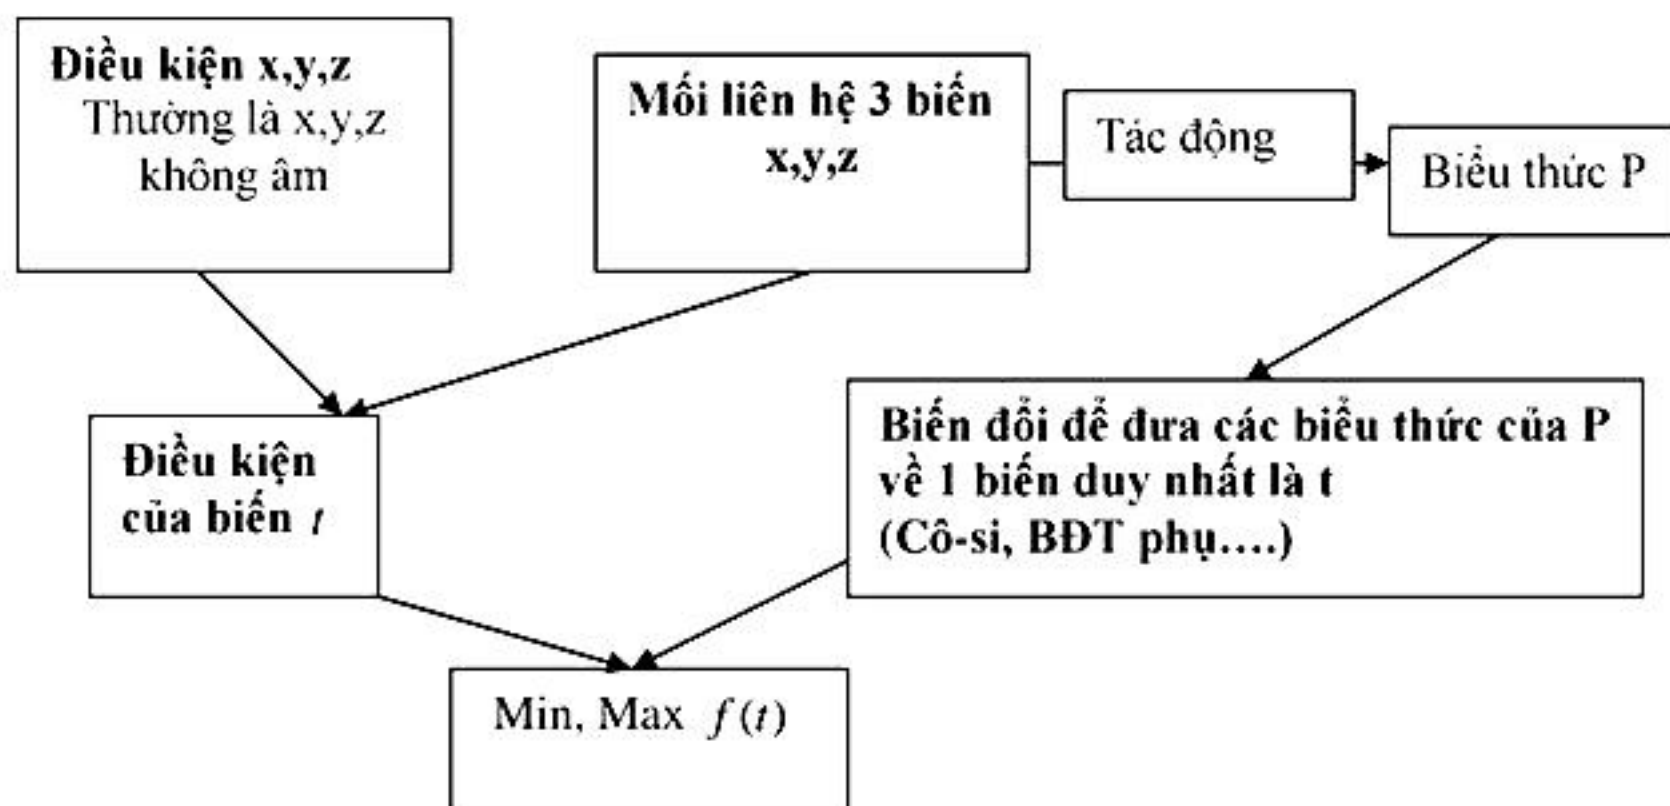 Điều kiện x,y,z
Thường là x,y,z
không âm
Mối liên hệ 3 biến
x,y,z
Tác động
Biểu thức P
Điều kiện
của biến t
Biến đổi để đưa các biểu thức của P
về 1 biến duy nhất là t
(Cô-si, BĐT phụ....)
Min, Max f(t)